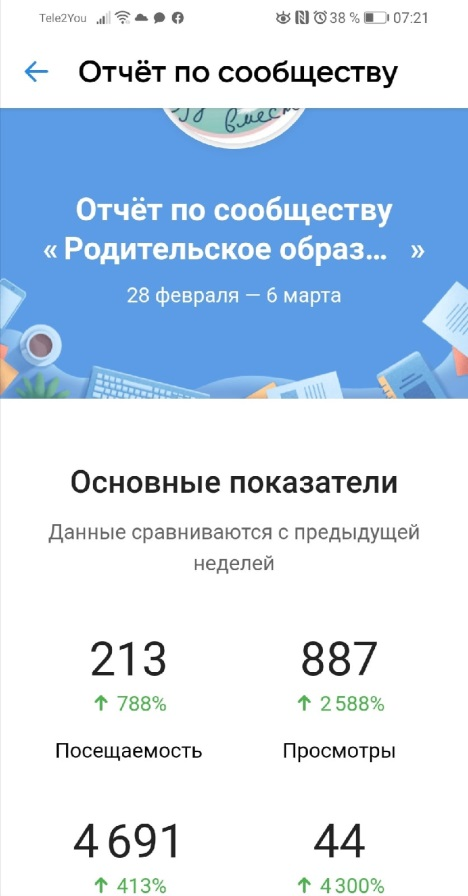 Tele2You 38 % 07:21
Отчёт по сообществу
вмест
Отчёт по сообществу
« Родительское образ... »
28 февраля — 6 марта
Основные показатели
Данные сравниваются с предыдущей
неделей
213 887
↑ 788% ↑ 2 588%
Посещаемость Просмотры
4 691 44
↑ 413% ↑ 4 300%